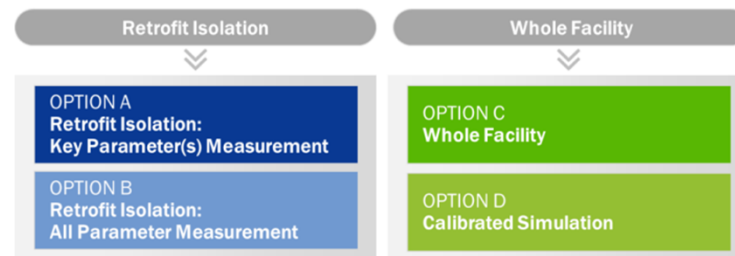 Retrofit Isolation
Whole Facility
OPTION A
Retrofit Isolation:
Key Parameter(s) Measurement
OPTION B
Retrofit Isolation:
All Parameter Measurement
OPTION C
Whole Facility
OPTION D
Calibrated Simulation